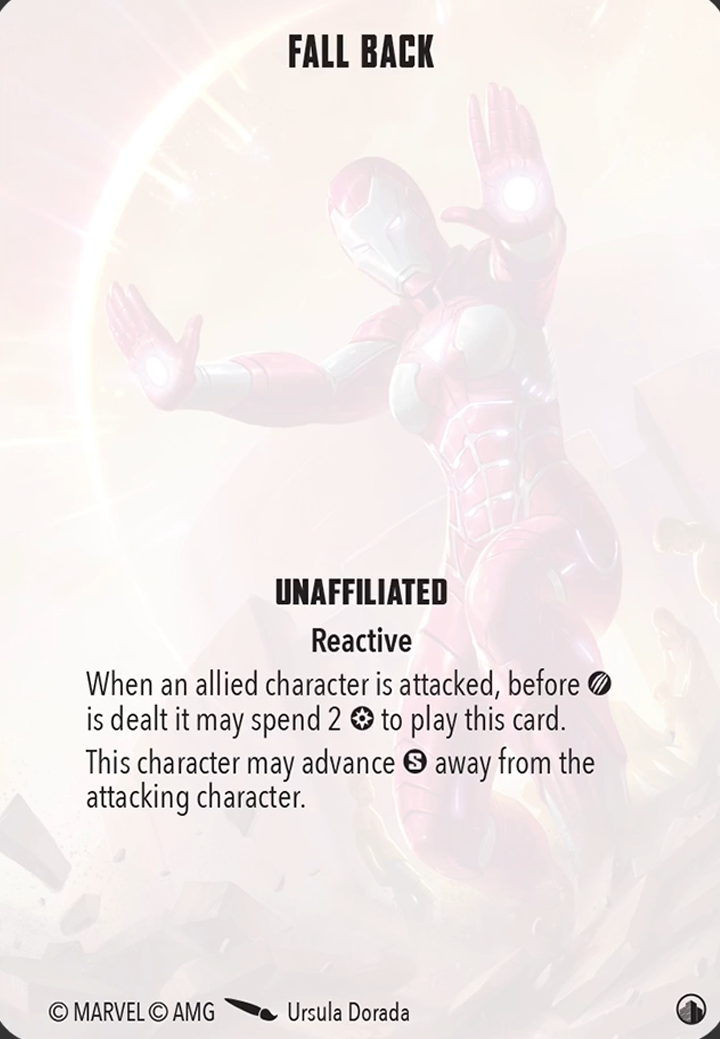 FALL BACK
UNAFFILIATED
Reactive
When an allied character is attacked, before
is dealt it may spend 2 to play this card.
This character may advance S away from the
attacking character.
© MARVEL © AMG Ursula Dorada